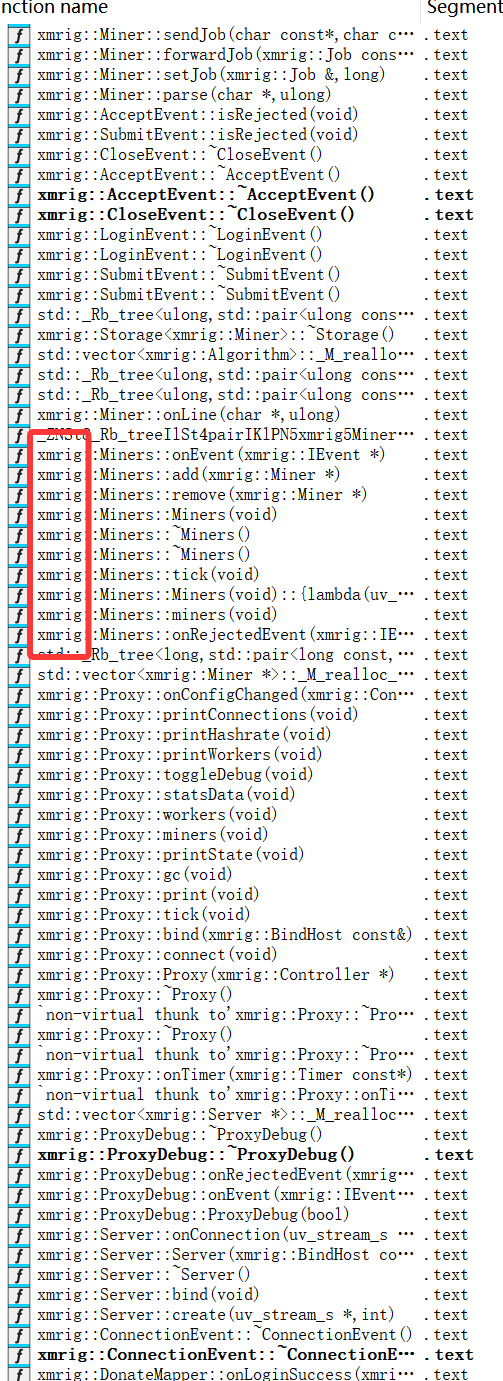 nction name Segment
f xmrig::Miner::sendJob(char const*,char c… .text
f xmrig::Miner::forwardJob(xmrig::Job cons… .text
f xmrig::Miner::setJob(xmrig::Job &,long) .text
f xmrig::Miner::parse(char *,ulong) .text
f xmrig::AcceptEvent::isRejected(void) .text
f xmrig::SubmitEvent::isRejected(void) .text
f xmrig::CloseEvent::~CloseEvent() .text
f xmrig::AcceptEvent::~AcceptEvent() .text
f xmrig::AcceptEvent::~AcceptEvent() .text
f xmrig::CloseEvent::~CloseEvent() .text
f xmrig::LoginEvent::~LoginEvent() .text
f xmrig::LoginEvent::~LoginEvent() .text
f xmrig::SubmitEvent::~SubmitEvent() .text
f xmrig::SubmitEvent::~SubmitEvent() .text
f std::_Rb_tree<ulong,std::pair<ulong cons… .text
f xmrig::Storage<xmrig::Miner>::~Storage() .text
f std::vector<xmrig::Algorithm>::_M_reallo… .text
f std::_Rb_tree<ulong,std::pair<ulong cons… .text
f std::_Rb_tree<ulong,std::pair<ulong cons… .text
f xmrig::Miner::onLine(char *,ulong) .text
f _ZNSt8_Rb_treeIlSt4pairIKlPN5xmrig5Miner… .text
f xmrig::Miners::onEvent(xmrig::IEvent *) .text
f xmrig::Miners::add(xmrig::Miner *) .text
f xmrig::Miners::remove(xmrig::Miner *) .text
f xmrig::Miners::Miners(void) .text
f xmrig::Miners::~Miners() .text
f xmrig::Miners::~Miners() .text
f xmrig::Miners::tick(void) .text
f xmrig::Miners::Miners(void)::{lambda(uv_… .text
f xmrig::Miners::miners(void) .text
f xmrig::Miners::onRejectedEvent(xmrig::IE… .text
f std::_Rb_tree<long,std::pair<long const,… .text
f std::vector<xmrig::Miner *>::_M_realloc_… .text
f xmrig::Proxy::onConfigChanged(xmrig::Con… .text
f xmrig::Proxy::printConnections(void) .text
f xmrig::Proxy::printHashrate(void) .text
f xmrig::Proxy::printWorkers(void) .text
f xmrig::Proxy::toggleDebug(void) .text
f xmrig::Proxy::statsData(void) .text
f xmrig::Proxy::workers(void) .text
f xmrig::Proxy::miners(void) .text
f xmrig::Proxy::printState(void) .text
f xmrig::Proxy::gc(void) .text
f xmrig::Proxy::print(void) .text
f xmrig::Proxy::tick(void) .text
f xmrig::Proxy::bind(xmrig::BindHost const&) .text
f xmrig::Proxy::connect(void) .text
f xmrig::Proxy::Proxy(xmrig::Controller *) .text
f xmrig::Proxy::~Proxy() .text
f `non-virtual thunk to'xmrig::Proxy::~Pro… .text
f xmrig::Proxy::~Proxy() .text
f `non-virtual thunk to'xmrig::Proxy::~Pro… .text
f xmrig::Proxy::onTimer(xmrig::Timer const*) .text
f `non-virtual thunk to'xmrig::Proxy::onTi… .text
f std::vector<xmrig::Server *>::_M_realloc… .text
f xmrig::ProxyDebug::~ProxyDebug() .text
f xmrig::ProxyDebug::~ProxyDebug() .text
f xmrig::ProxyDebug::onRejectedEvent(xmrig… .text
f xmrig::ProxyDebug::onEvent(xmrig::IEvent… .text
f xmrig::ProxyDebug::ProxyDebug(bool) .text
f xmrig::Server::onConnection(uv_stream_s … .text
f xmrig::Server::Server(xmrig::BindHost co… .text
f xmrig::Server::~Server() .text
f xmrig::Server::bind(void) .text
f xmrig::Server::create(uv_stream_s *,int) .text
f xmrig::ConnectionEvent::~ConnectionEvent() .text
f xmrig::ConnectionEvent::~ConnectionE… .text
f xmrig::DonateMapper::onLoginSuccess(xmri… .text